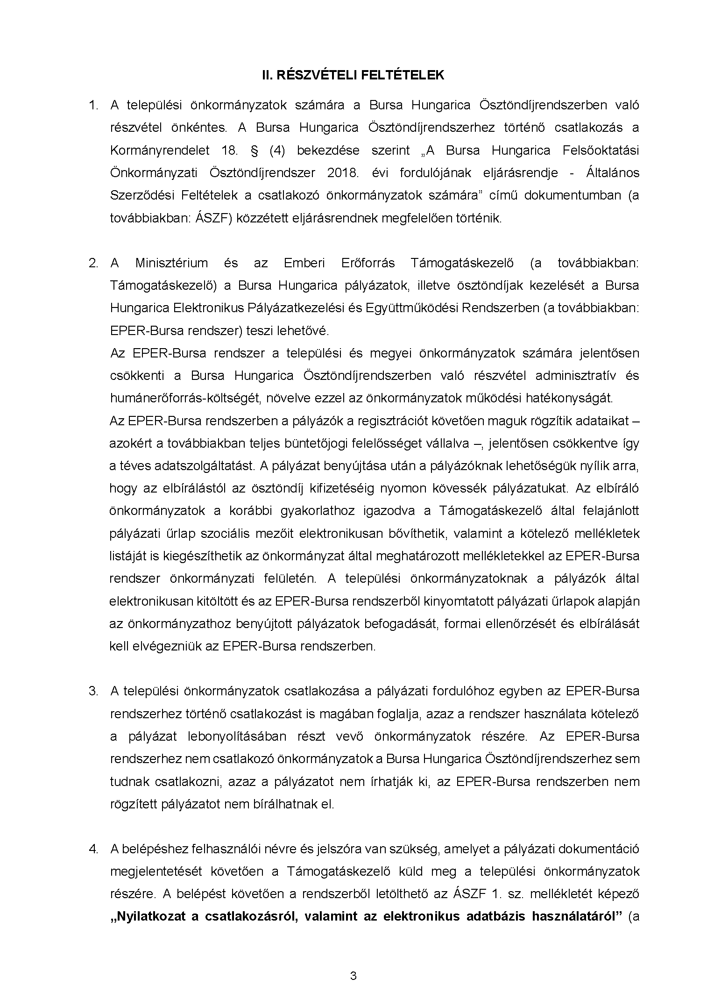 II. RÉSZVÉTELI FELTÉTELEK
1. A települési önkormányzatok számára a Bursa Hungarica Ösztöndíjrendszerben való
részvétel önkéntes. A Bursa Hungarica Ösztöndíjrendszerhez történő csatlakozás a
Kormányrendelet 18. § (4) bekezdése szerint „A Bursa Hungarica Felsőoktatási
Önkormányzati Ösztöndíjrendszer 2018. évi fordulójának eljárásrendje - Általános
Szerződési Feltételek a csatlakozó önkormányzatok számára” című dokumentumban (a
továbbiakban: ÁSZF) közzétett eljárásrendnek megfelelően történik.
2. A Minisztérium és az Emberi Erőforrás Támogatáskezelő (a továbbiakban:
Támogatáskezelő) a Bursa Hungarica pályázatok, illetve ösztöndíjak kezelését a Bursa
Hungarica Elektronikus Pályázatkezelési és Együttműködési Rendszerben (a továbbiakban:
EPER-Bursa rendszer) teszi lehetővé.
Az EPER-Bursa rendszer a települési és megyei önkormányzatok számára jelentősen
csökkenti a Bursa Hungarica Ösztöndíjrendszerben való részvétel adminisztratív és
humánerőforrás-költségét, növelve ezzel az önkormányzatok működési hatékonyságát.
Az EPER-Bursa rendszerben a pályázók a regisztrációt követően maguk rögzítik adataikat –
azokért a továbbiakban teljes büntetőjogi felelősséget vállalva –, jelentősen csökkentve így
a téves adatszolgáltatást. A pályázat benyújtása után a pályázóknak lehetőségük nyílik arra,
hogy az elbírálástól az ösztöndíj kifizetéséig nyomon kövessék pályázatukat. Az elbíráló
önkormányzatok a korábbi gyakorlathoz igazodva a Támogatáskezelő által felajánlott
pályázati űrlap szociális mezőit elektronikusan bővíthetik, valamint a kötelező mellékletek
listáját is kiegészíthetik az önkormányzat által meghatározott mellékletekkel az EPER-Bursa
rendszer önkormányzati felületén. A települési önkormányzatoknak a pályázók által
elektronikusan kitöltött és az EPER-Bursa rendszerből kinyomtatott pályázati űrlapok alapján
az önkormányzathoz benyújtott pályázatok befogadását, formai ellenőrzését és elbírálását
kell elvégezniük az EPER-Bursa rendszerben.
3. A települési önkormányzatok csatlakozása a pályázati fordulóhoz egyben az EPER-Bursa
rendszerhez történő csatlakozást is magában foglalja, azaz a rendszer használata kötelező
a pályázat lebonyolításában részt vevő önkormányzatok részére. Az EPER-Bursa
rendszerhez nem csatlakozó önkormányzatok a Bursa Hungarica Ösztöndíjrendszerhez sem
tudnak csatlakozni, azaz a pályázatot nem írhatják ki, az EPER-Bursa rendszerben nem
rögzített pályázatot nem bírálhatnak el.
4. A belépéshez felhasználói névre és jelszóra van szükség, amelyet a pályázati dokumentáció
megjelentetését követően a Támogatáskezelő küld meg a települési önkormányzatok
részére. A belépést követően a rendszerből letölthető az ÁSZF 1. sz. mellékletét képező
„Nyilatkozat a csatlakozásról, valamint az elektronikus adatbázis használatáról” (a
3